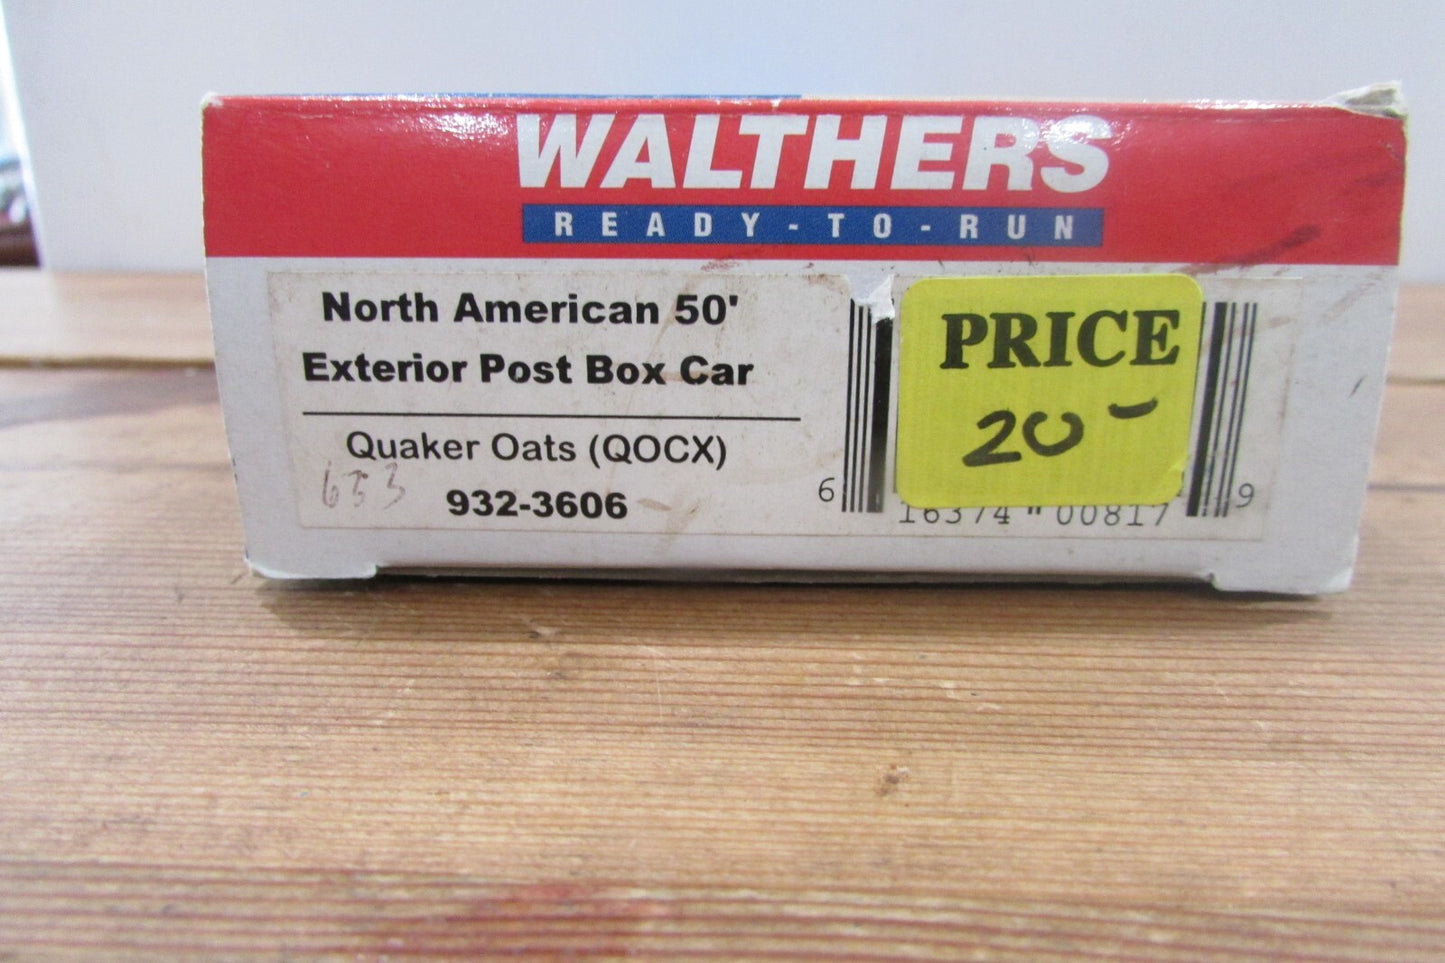 WALTHERS
READY-TO-RUN
North American 50'
Exterior Post Box Car
Quaker Oats (QOCX)
653
932-3606
PRICE
20-
6 16374 00817 9